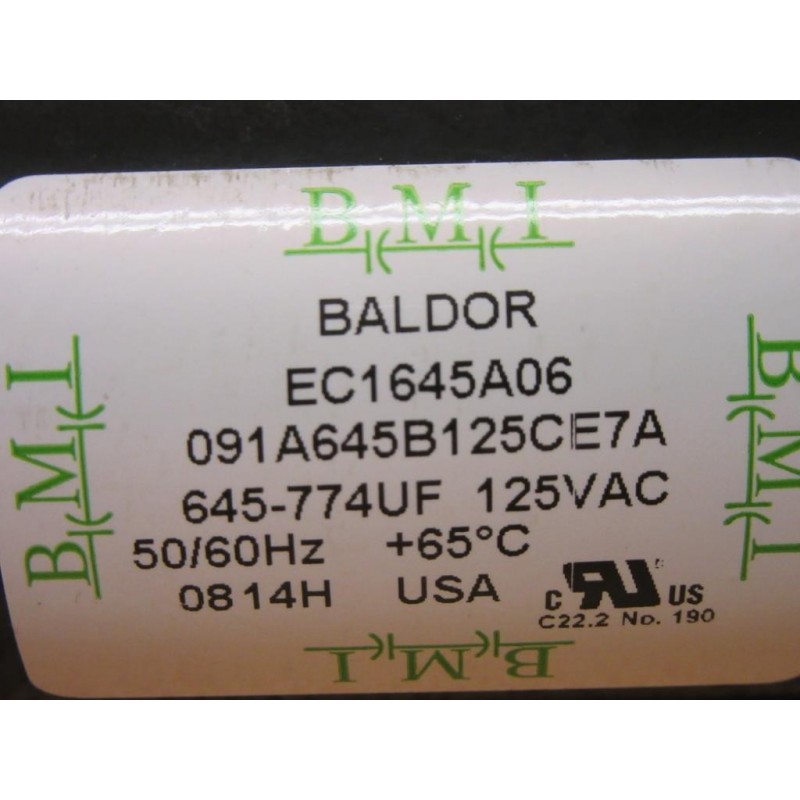 BMI
BALDOR
EC1645A06
091A645B125CE7A
645-774UF 125VAC
50/60Hz +65°C
0814H USA
C RU US
C22.2 No. 190
BMI
BMI
BMI